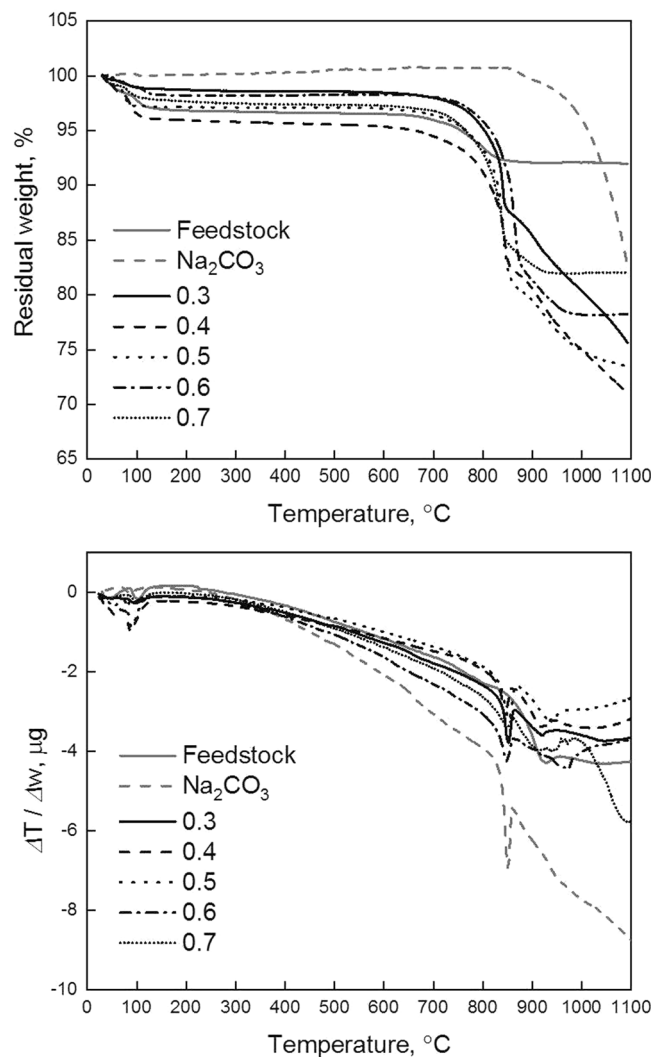 105
100
95
90
85
80
75
70
65
Residual weight, %
Feedstock
Na₂CO₃
0.3
0.4
0.5
0.6
0.7
0 100 200 300 400 500 600 700 800 900 1000 1100
Temperature, °C
0
-2
-4
-6
-8
-10
ΔT / Δw, µg
Feedstock
Na₂CO₃
0.3
0.4
0.5
0.6
0.7
0 100 200 300 400 500 600 700 800 900 1000 1100
Temperature, °C